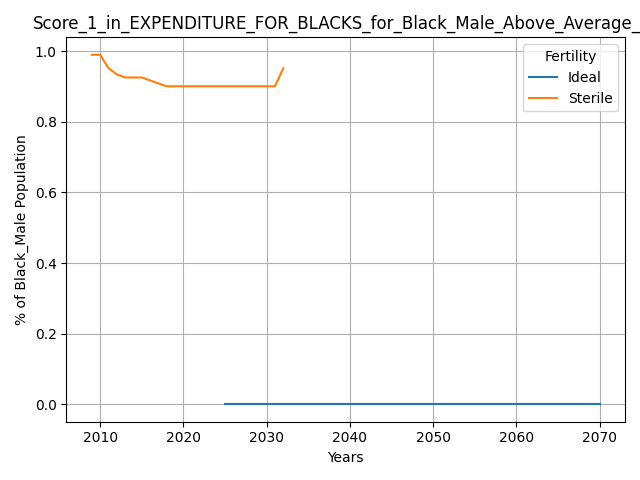 Score_1_in_EXPENDITURE_FOR_BLACKS_for_Black_Male_Above_Average_
Fertility
Ideal
Sterile
% of Black_Male Population
1.0
0.8
0.6
0.4
0.2
0.0
2010 2020 2030 2040 2050 2060 2070
Years